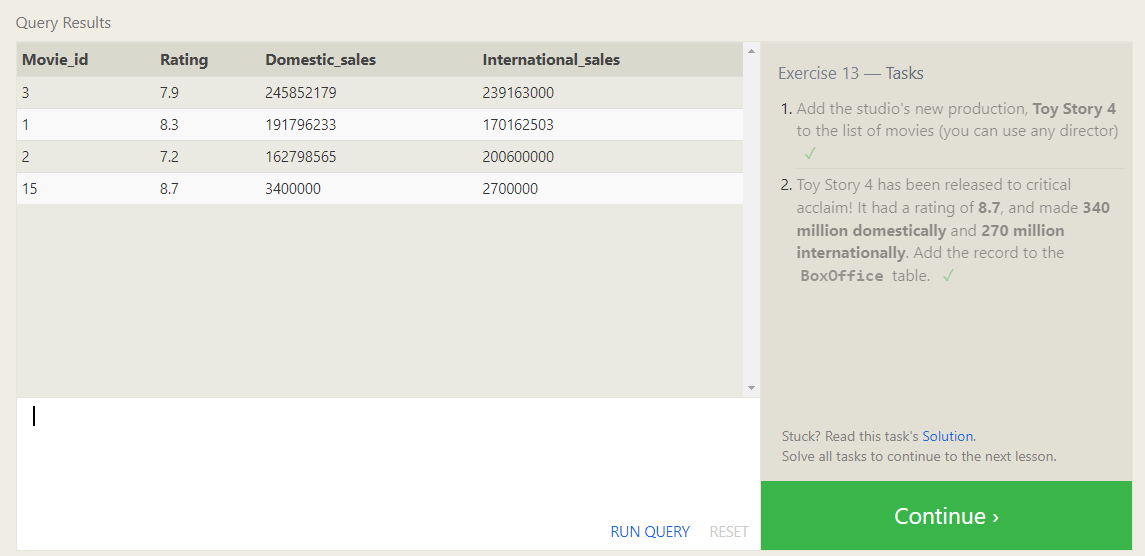 Query Results
Movie_id Rating Domestic_sales International_sales
3 7.9 245852179 239163000
1 8.3 191796233 170162503
2 7.2 162798565 200600000
15 8.7 3400000 2700000
RUN QUERY RESET
Exercise 13 — Tasks
1. Add the studio's new production, Toy Story 4
to the list of movies (you can use any director)
✓
2. Toy Story 4 has been released to critical
acclaim! It had a rating of 8.7, and made 340
million domestically and 270 million
internationally. Add the record to the
BoxOffice table. ✓
Stuck? Read this task's Solution.
Solve all tasks to continue to the next lesson.
Continue ›